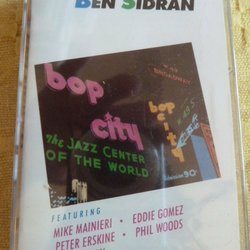 BEN SIDRAN
bop
city
the JAZZ CENTER
OF THE WORLD
bop
city
FEATURING
MIKE MAINIERI • EDDIE GOMEZ
PETER ERSKINE • PHIL WOODS